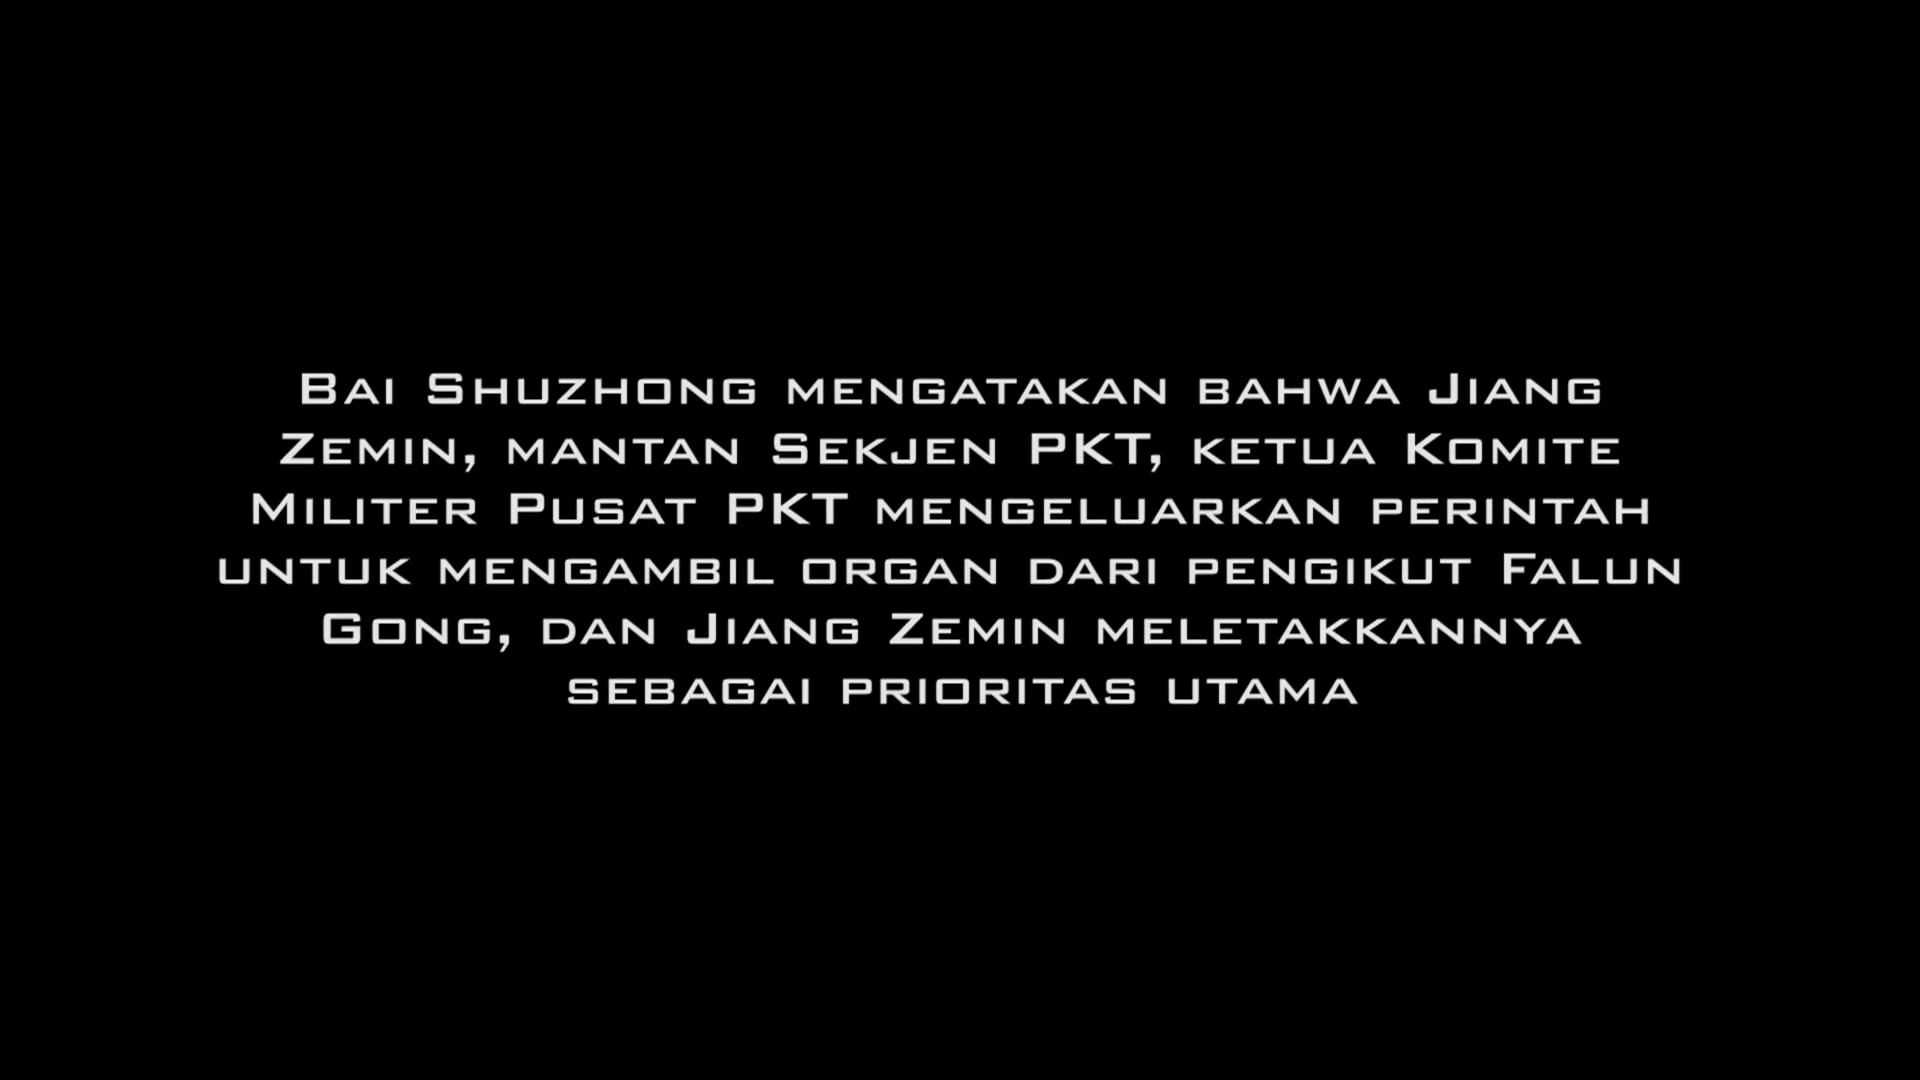 Bai Shuzhong mengatakan bahwa Jiang
Zemin, mantan Sekjen PKT, ketua Komite
Militer Pusat PKT mengeluarkan perintah
untuk mengambil organ dari pengikut Falun
Gong, dan Jiang Zemin meletakkannya
sebagai prioritas utama